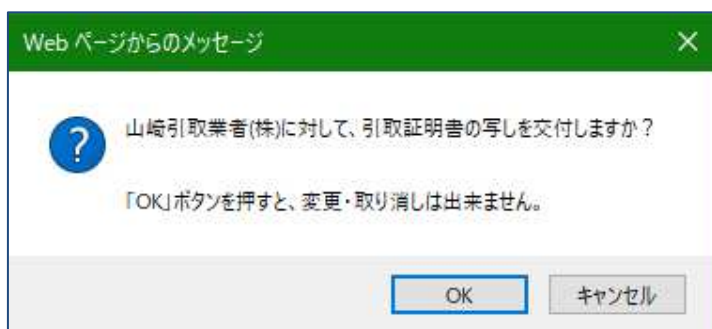 Web ページからのメッセージ
山崎引取業者(株)に対して、引取証明書の写しを交付しますか？
「OK」ボタンを押すと、変更・取り消しは出来ません。
OK
キャンセル